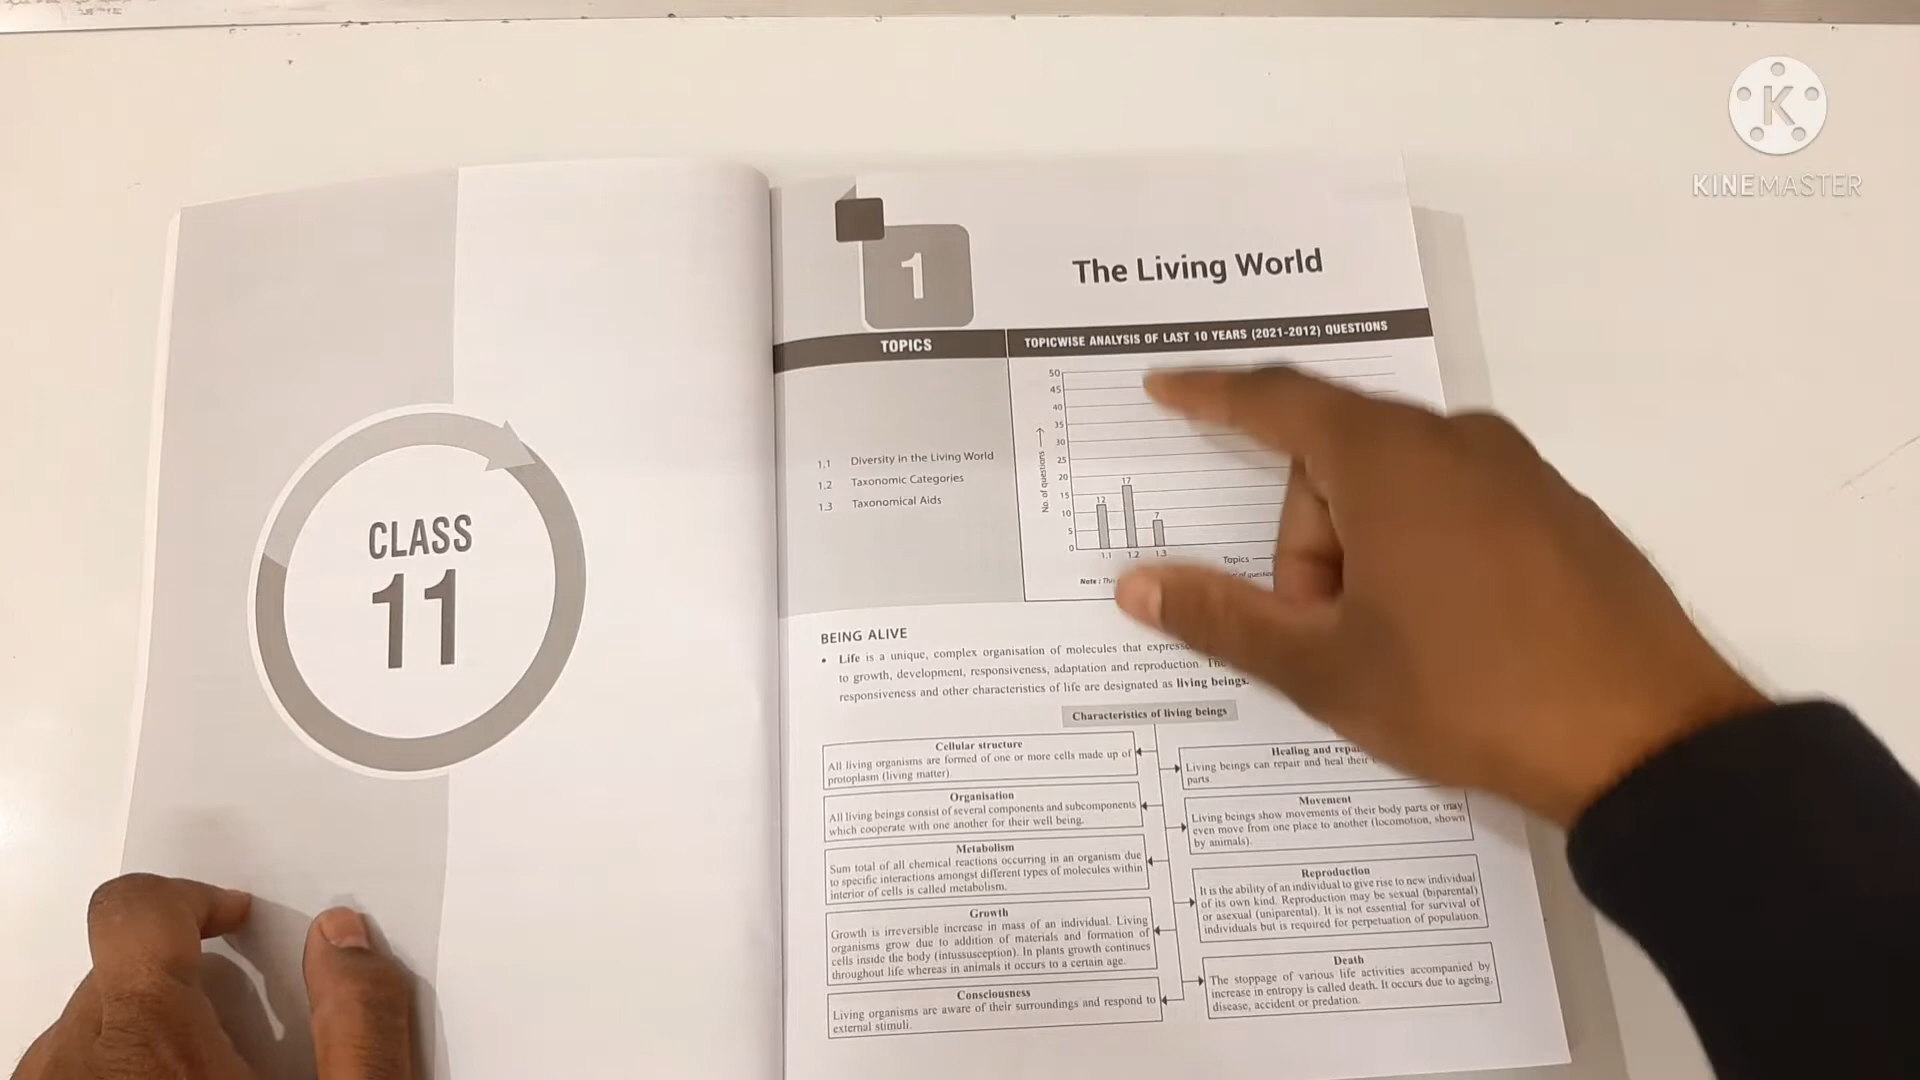 KINEMASTER
CLASS
11
1
The Living World
TOPICS
TOPICWISE ANALYSIS OF LAST 10 YEARS (2021-2012) QUESTIONS
1.1 Diversity in the Living World
1.2 Taxonomic Categories
1.3 Taxonomical Aids
No. of questions
50
45
40
35
30
25
20
15
10
5
0
12
17
7
1.1 1.2 1.3
Topics
Note :
BEING ALIVE
• Life is a unique, complex organisation of molecules that
to growth, development, responsiveness, adaptation and reproduction. The
responsiveness and other characteristics of life are designated as living beings.
Characteristics of living beings
Cellular structure
All living organisms are formed of one or more cells made up of
protoplasm (living matter).
Organisation
All living beings consist of several components and subcomponents
which cooperate with one another for their well being.
Metabolism
Sum total of all chemical reactions occurring in an organism due
to specific interactions amongst different types of molecules within
interior of cells is called metabolism.
Growth
Growth is irreversible increase in mass of an individual. Living
organisms grow due to addition of materials and formation of
cells inside the body (intussusception). In plants growth continues
throughout life whereas in animals it occurs to a certain age.
Consciousness
Living organisms are aware of their surroundings and respond to
external stimuli.
Healing and
Living beings can repair and heal their
parts.
Movement
Living beings show movements of their body parts or may
even move from one place to another (locomotion, shown
by animals).
Reproduction
It is the ability of an individual to give rise to new individual
of its own kind. Reproduction may be sexual (biparental)
or asexual (uniparental). It is not essential for survival of
individuals but is required for perpetuation of population.
Death
The stoppage of various life activities accompanied by
increase in entropy is called death. It occurs due to ageing,
disease, accident or predation.